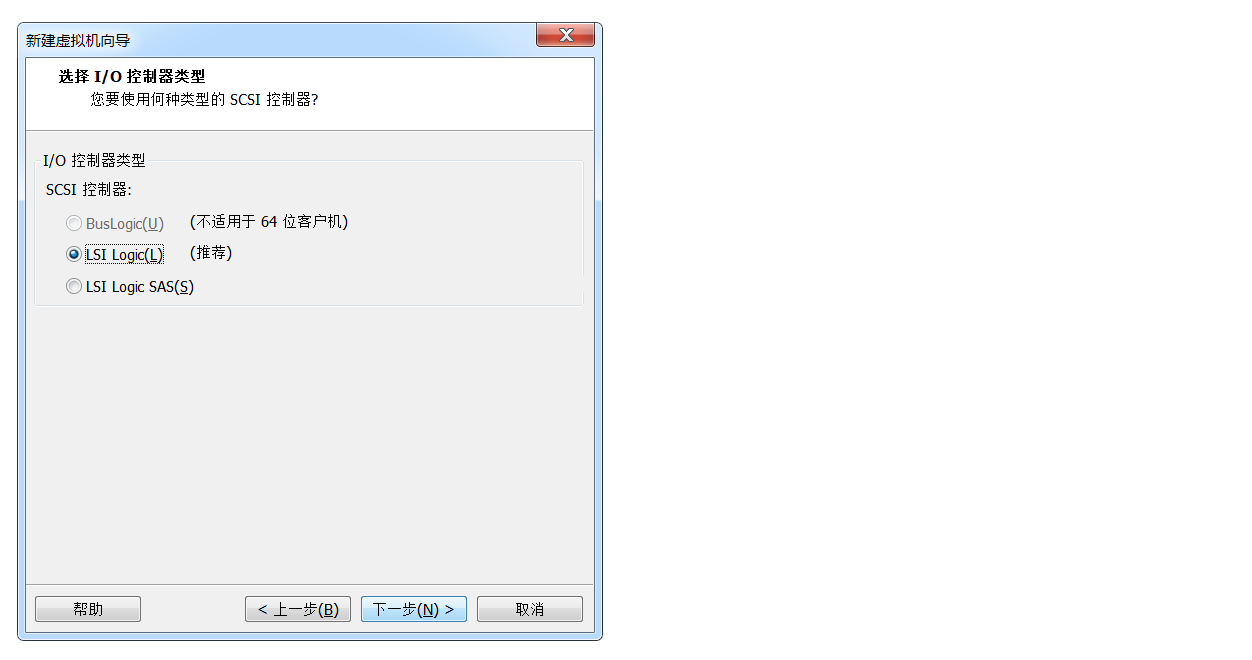 新建虚拟机向导
选择 I/O 控制器类型
您要使用何种类型的 SCSI 控制器?
I/O 控制器类型
SCSI 控制器:
BusLogic(U) (不适用于 64 位客户机)
LSI Logic(L) (推荐)
LSI Logic SAS(S)
帮助 < 上一步(B) 下一步(N) > 取消